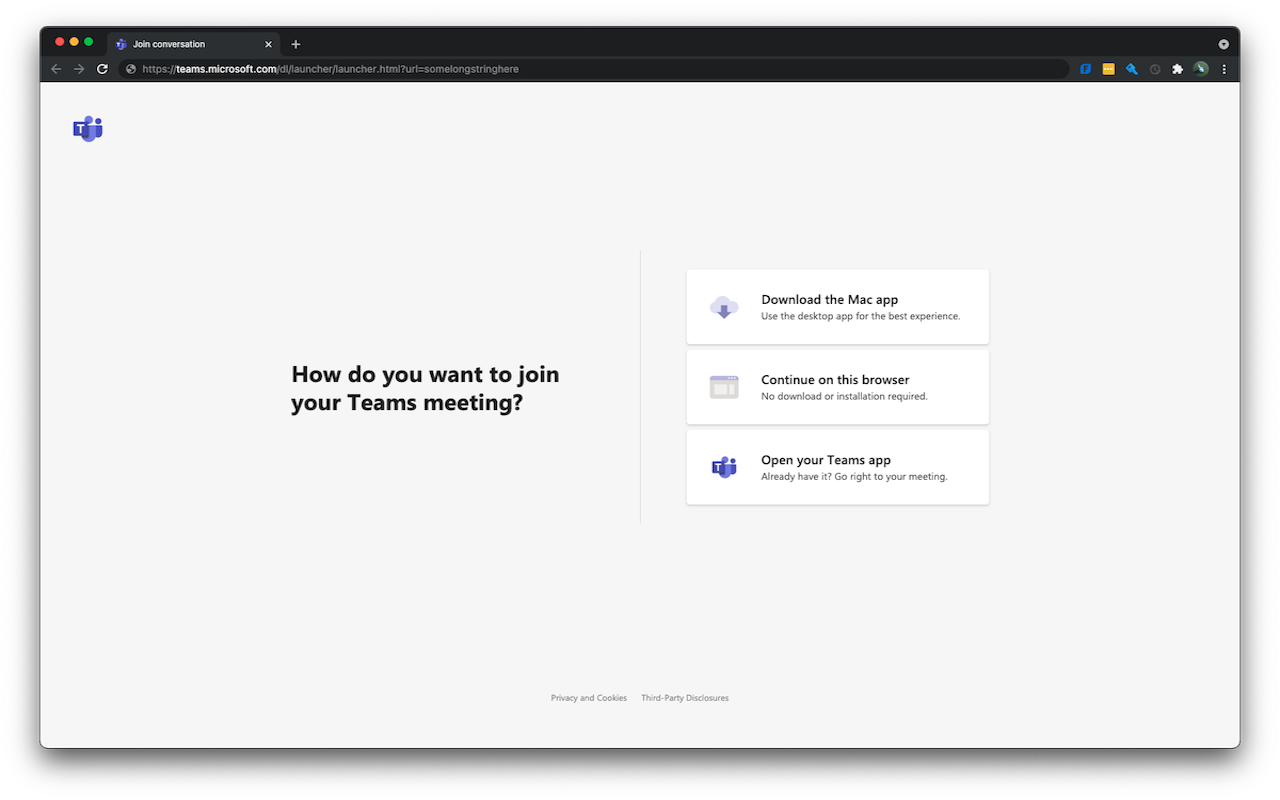 Join conversation
https://teams.microsoft.com/dl/launcher/launcher.html?url=somelongstringhere
T
How do you want to join
your Teams meeting?
Download the Mac app
Use the desktop app for the best experience.
Continue on this browser
No download or installation required.
T
Open your Teams app
Already have it? Go right to your meeting.
Privacy and Cookies Third-Party Disclosures